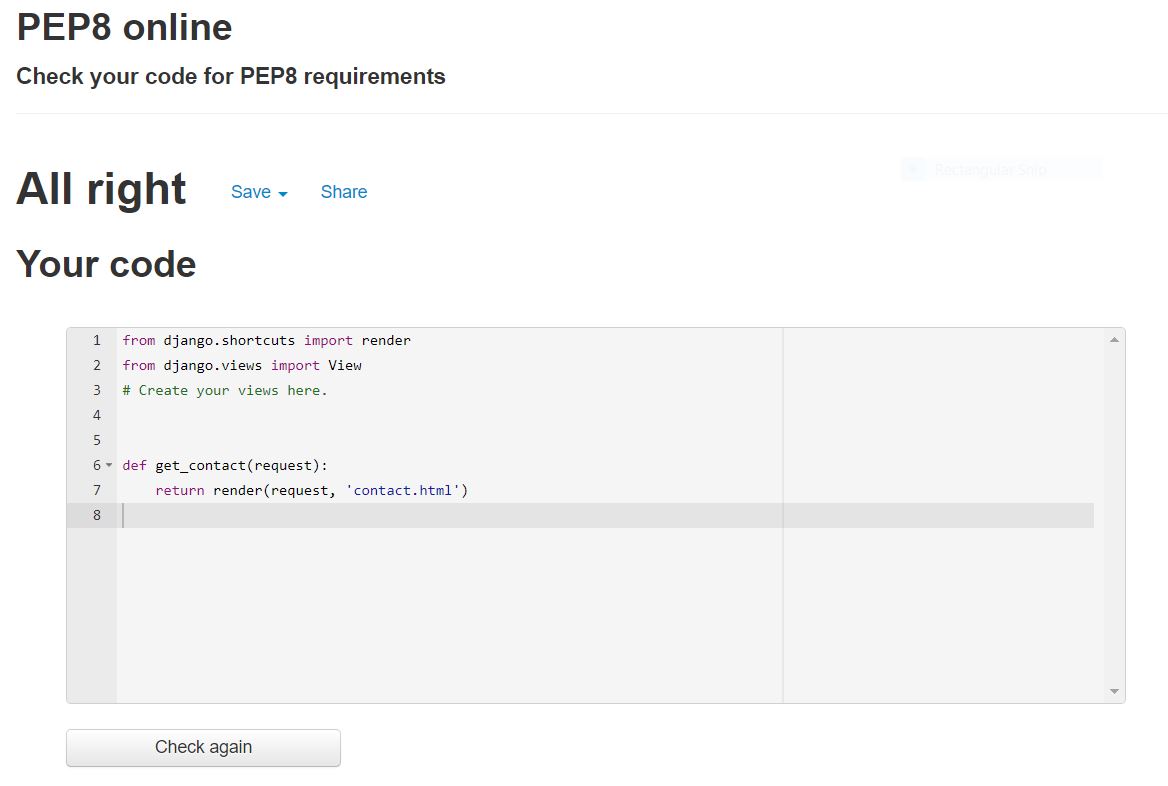 PEP8 online
Check your code for PEP8 requirements
Rectangular Snip
All right Save Share
Your code
1 from django.shortcuts import render
2 from django.views import View
3 # Create your views here.
4
5
6 def get_contact(request):
7     return render(request, 'contact.html')
8
Check again